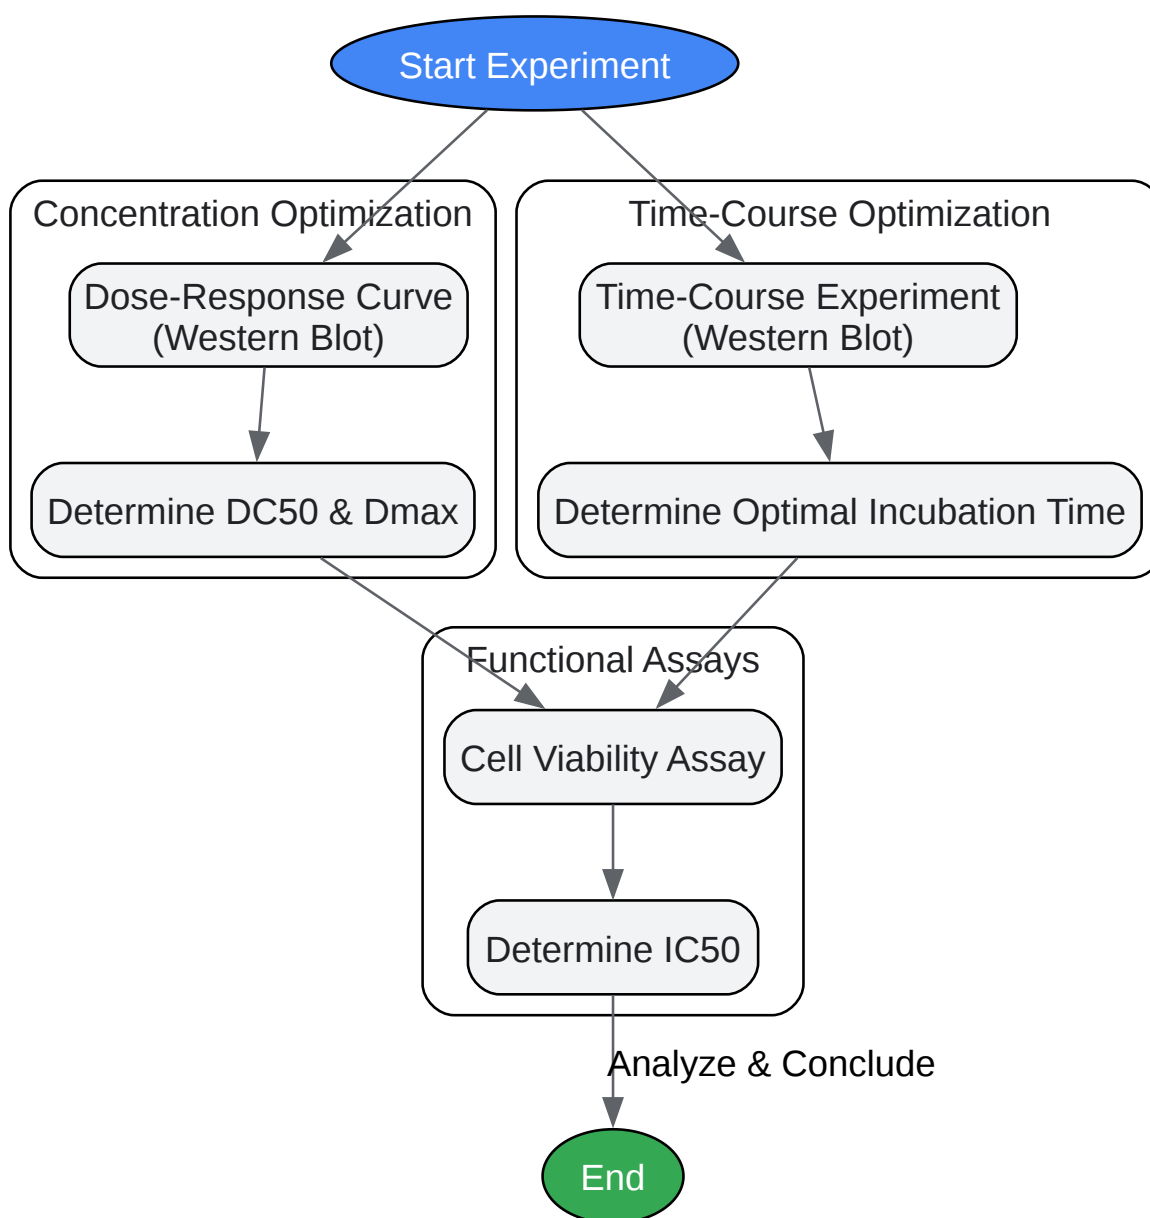 Start Experiment
Concentration Optimization
Dose-Response Curve
(Western Blot)
Determine DC50 & Dmax
Time-Course Optimization
Time-Course Experiment
(Western Blot)
Determine Optimal Incubation Time
Functional Assays
Cell Viability Assay
Determine IC50
Analyze & Conclude
End